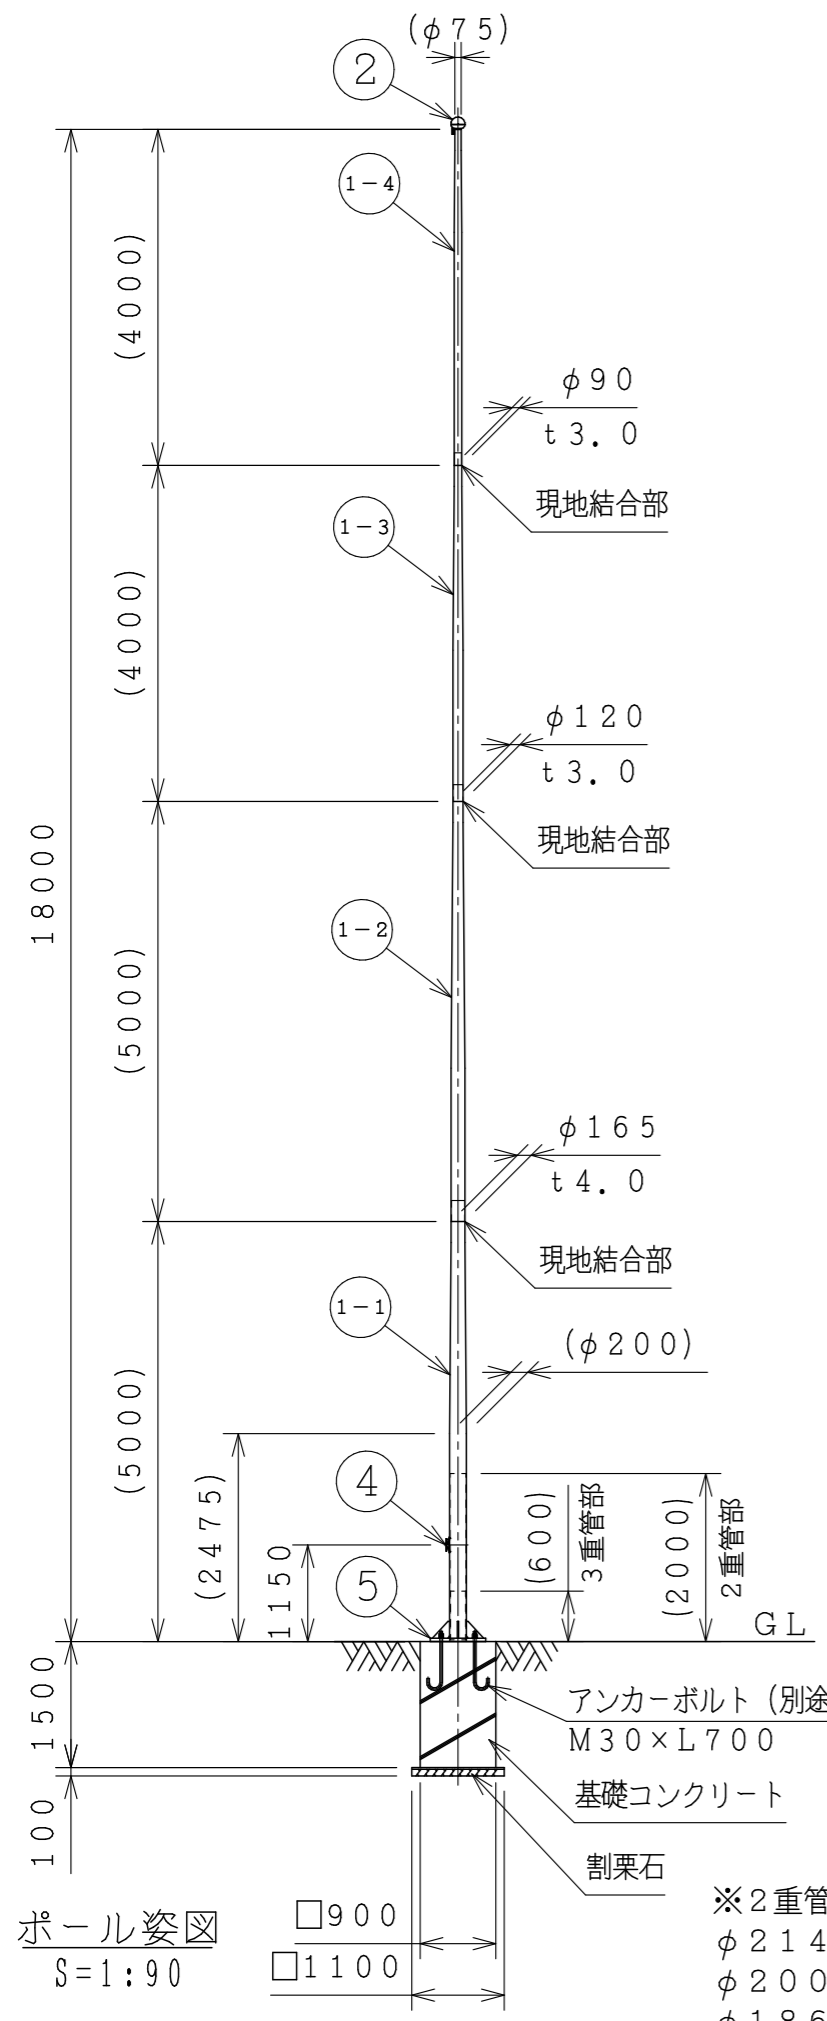 (φ75)
2
1-4
(4000)
φ90
t3.0
現地結合部
1-3
(4000)
φ120
t3.0
現地結合部
18000
1-2
(5000)
φ165
t4.0
現地結合部
1-1
(φ200)
(5000)
(2475)
4
1150
5
(600)
3重管部
(2000)
2重管部
GL
1500
アンカーボルト (別途
M30×L700
基礎コンクリート
100
割栗石
ポール姿図
S=1:90
□900
□1100
※2重管
φ214
φ200
φ186